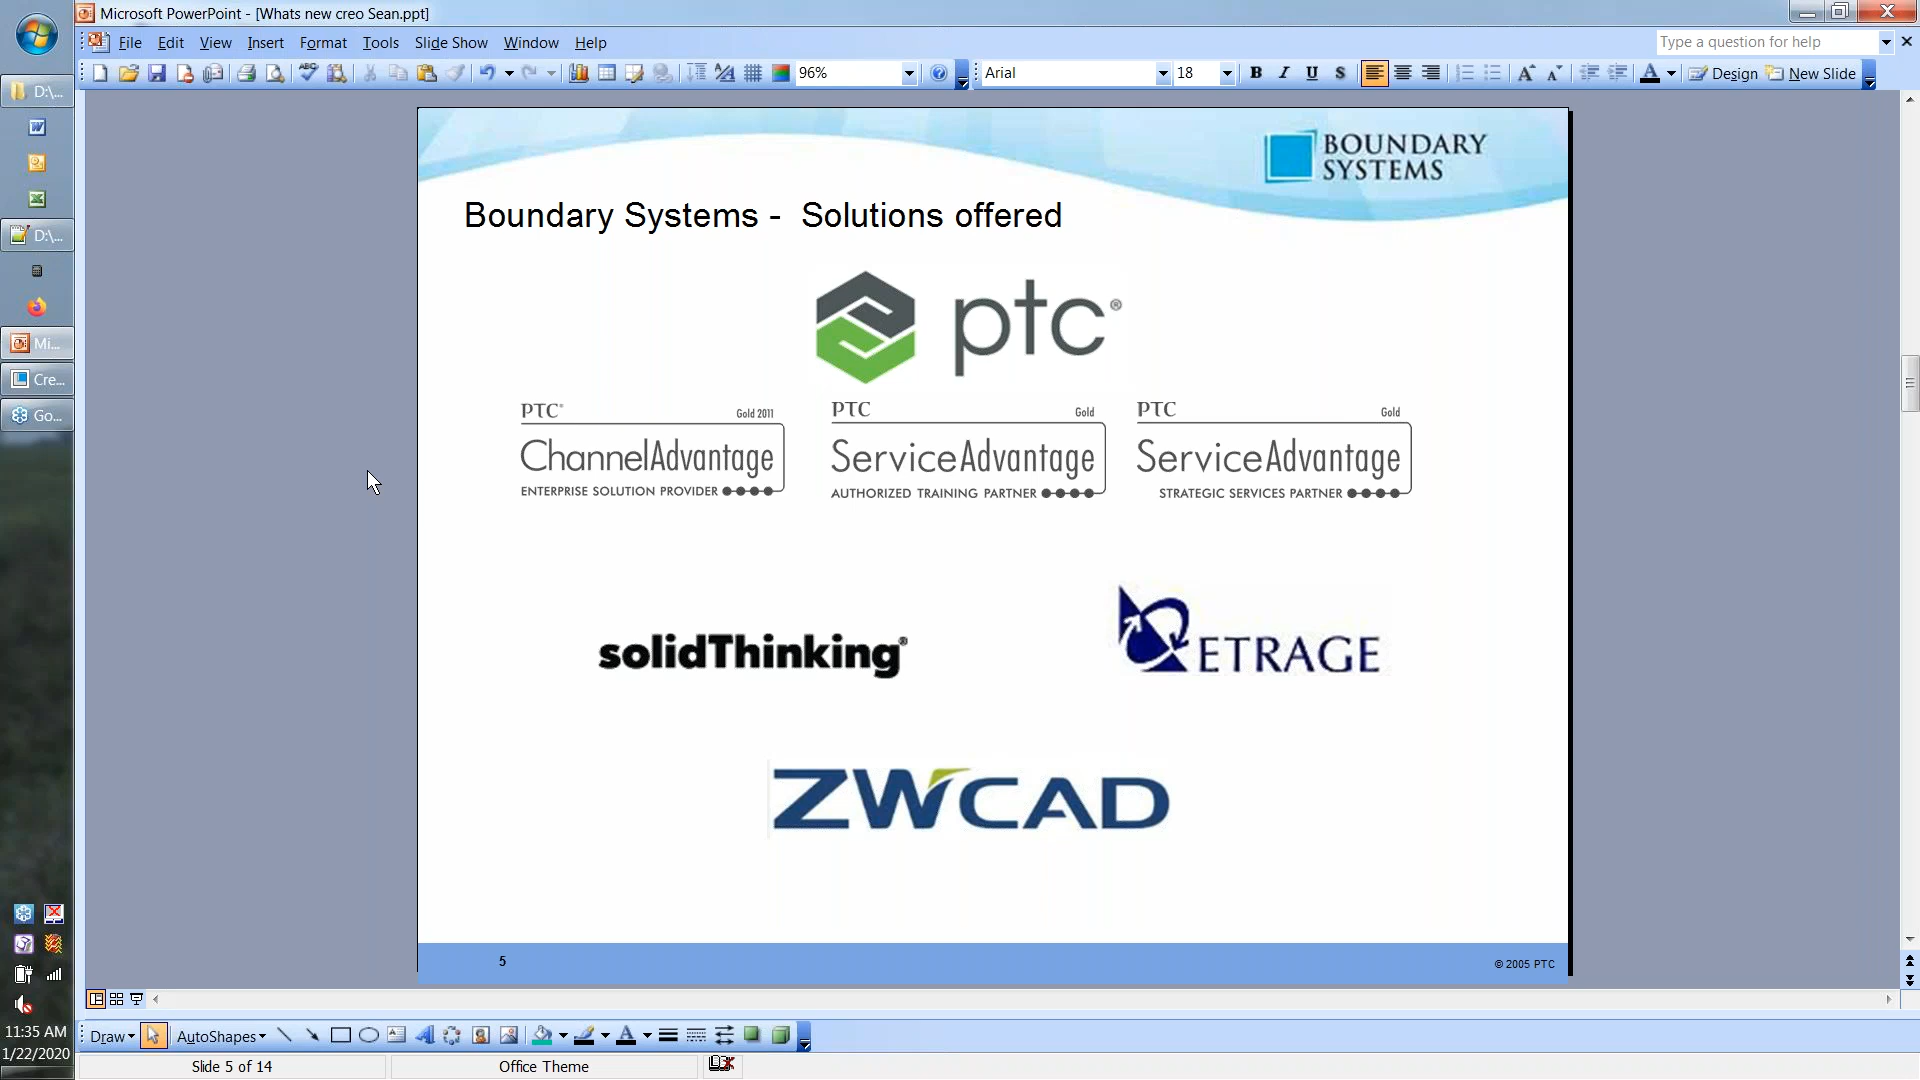 Microsoft PowerPoint - [Whats new creo Sean.ppt]
File Edit View Insert Format Tools Slide Show Window Help
Type a question for help
96%
Arial
18
B I U S
Design
New Slide
D:\...
D:\...
Mi...
Cre...
Go...
BOUNDARY
SYSTEMS
Boundary Systems - Solutions offered
ptc®
PTC® Gold 2011
ChannelAdvantage
ENTERPRISE SOLUTION PROVIDER
PTC Gold
ServiceAdvantage
AUTHORIZED TRAINING PARTNER
PTC Gold
ServiceAdvantage
STRATEGIC SERVICES PARTNER
solidThinking®
ETRAGE
ZWCAD
5
© 2005 PTC
Draw
AutoShapes
Slide 5 of 14
Office Theme
11:35 AM
1/22/2020